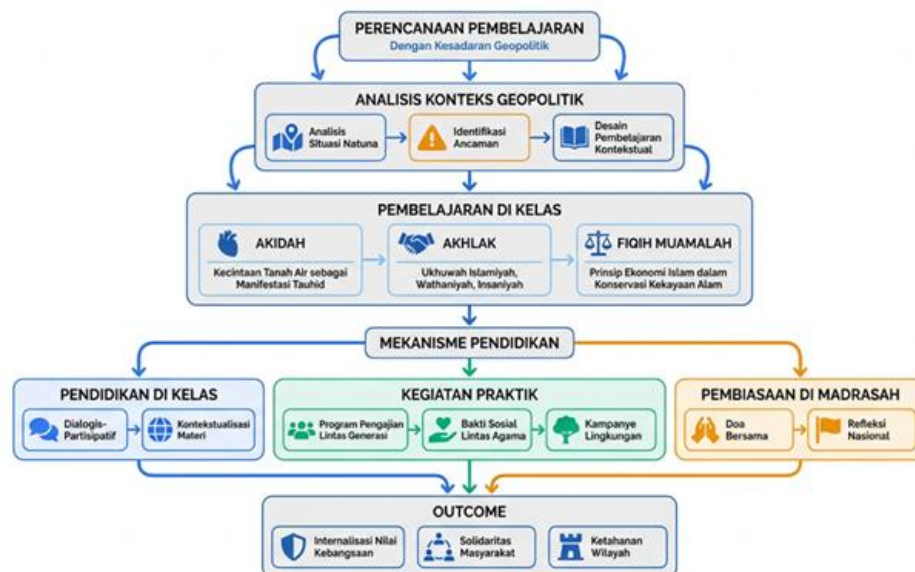 PERENCANAAN PEMBELAJARAN
Dengan Kesadaran Geopolitik
ANALISIS KONTEKS GEOPOLITIK
Analisis
Situasi Natuna
Identifikasi
Ancaman
Desain
Pembelajaran
Kontekstual
PEMBELAJARAN DI KELAS
AKIDAH
Kecintaan Tanah Air sebagai
Manifestasi Tauhid
AKHLAK
Ukhuwah Islamiyah,
Wathaniyah, Insaniyah
FIQIH MUAMALAH
Prinsip Ekonomi Islam dalam
Konservasi Kekayaan Alam
MEKANISME PENDIDIKAN
PENDIDIKAN DI KELAS
Dialogis-
Partisipatif
Kontekstualisasi
Materi
KEGIATAN PRAKTIK
Program Pengajian
Lintas Generasi
Bakti Sosial
Lintas Agama
Kampanye
Lingkungan
PEMBIASAAN DI MADRASAH
Doa
Bersama
Refleksi
Nasional
OUTCOME
Internalisasi Nilai
Kebangsaan
Solidaritas
Masyarakat
Ketahanan
Wilayah